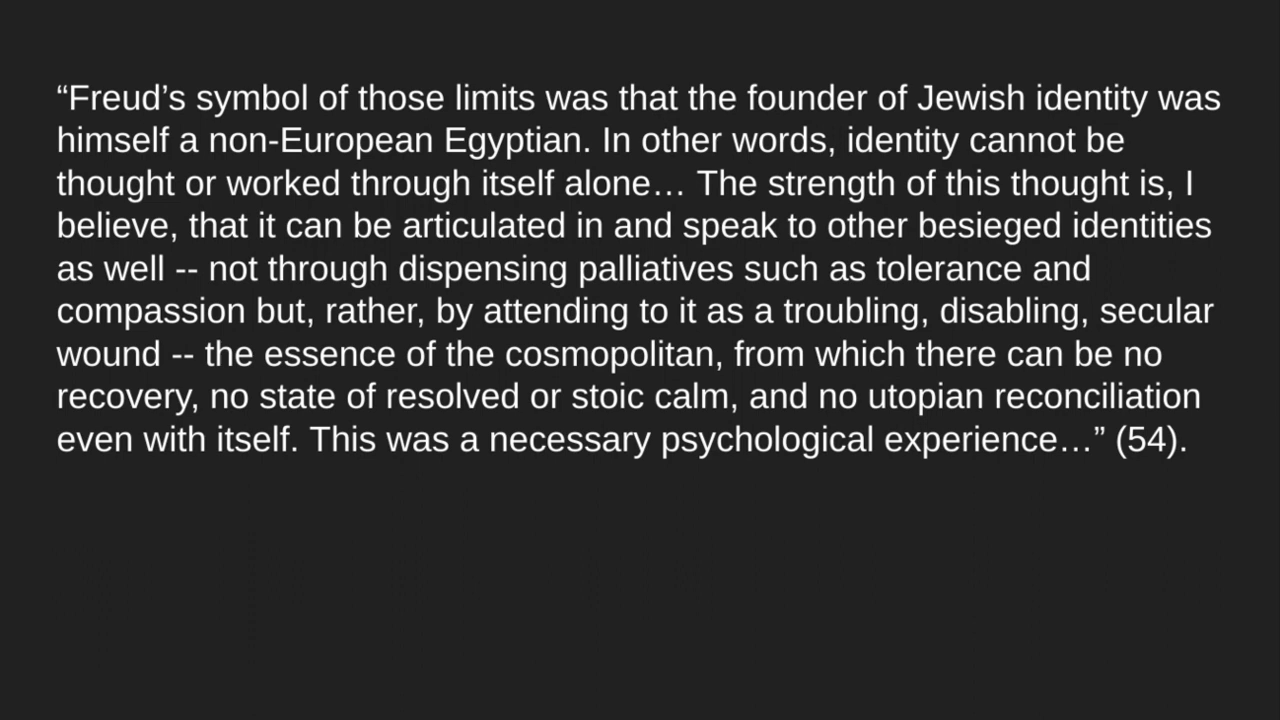 “Freud’s symbol of those limits was that the founder of Jewish identity was
himself a non-European Egyptian. In other words, identity cannot be
thought or worked through itself alone… The strength of this thought is, I
believe, that it can be articulated in and speak to other besieged identities
as well -- not through dispensing palliatives such as tolerance and
compassion but, rather, by attending to it as a troubling, disabling, secular
wound -- the essence of the cosmopolitan, from which there can be no
recovery, no state of resolved or stoic calm, and no utopian reconciliation
even with itself. This was a necessary psychological experience…” (54).